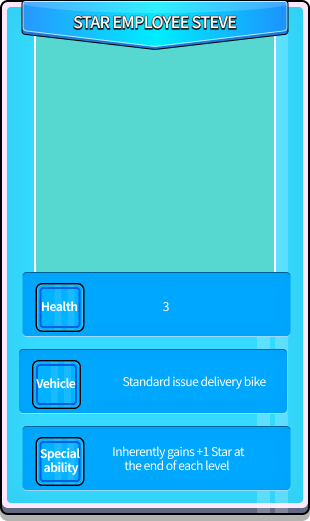 STAR EMPLOYEE STEVE
Health
3
Vehicle
Standard issue delivery bike
Special
ability
Inherently gains +1 Star at
the end of each level